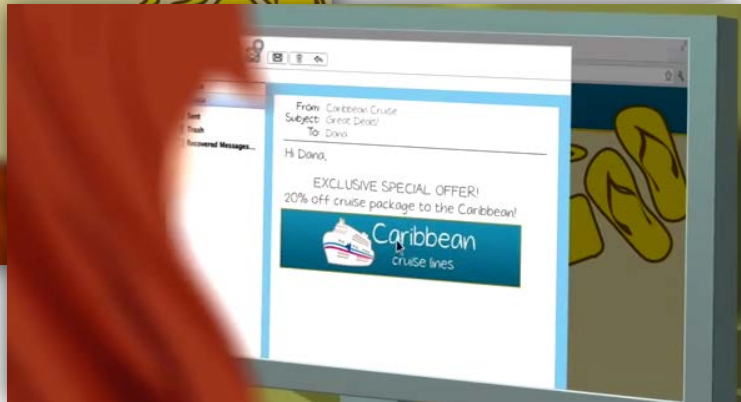 Sent
Trash
Recovered Messages...
From: Caribbean Cruise
Subject: Great Deals!
To: Dana
Hi Dana,
EXCLUSIVE SPECIAL OFFER!
20% off cruise package to the Caribbean!
Caribbean
cruise lines